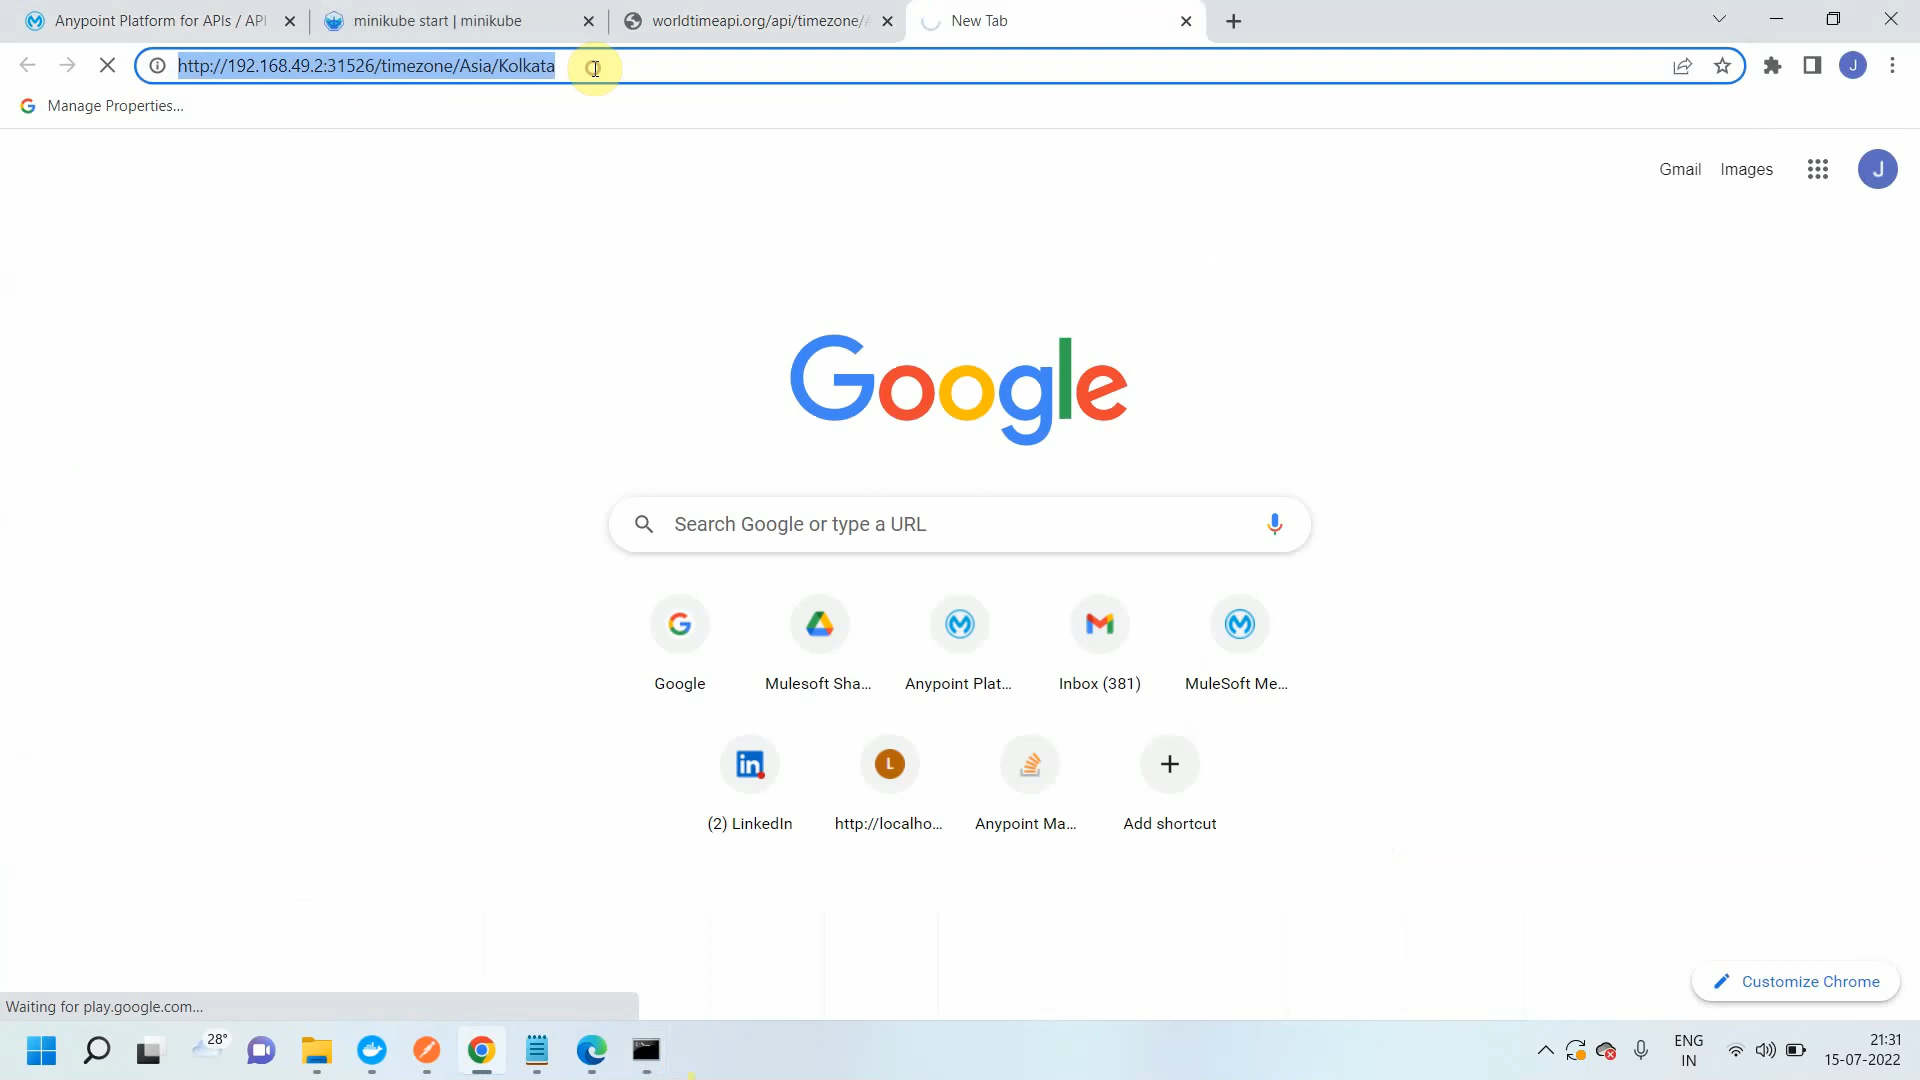 Anypoint Platform for APIs / API
minikube start | minikube
worldtimeapi.org/api/timezone/A
New Tab
http://192.168.49.2:31526/timezone/Asia/Kolkata
J
Manage Properties...
Gmail
Images
J
Google
Search Google or type a URL
Google
Mulesoft Sha...
Anypoint Plat...
Inbox (381)
MuleSoft Me...
L
(2) LinkedIn
http://localho...
Anypoint Ma...
Add shortcut
Customize Chrome
Waiting for play.google.com...
28°
ENG
IN
21:31
15-07-2022